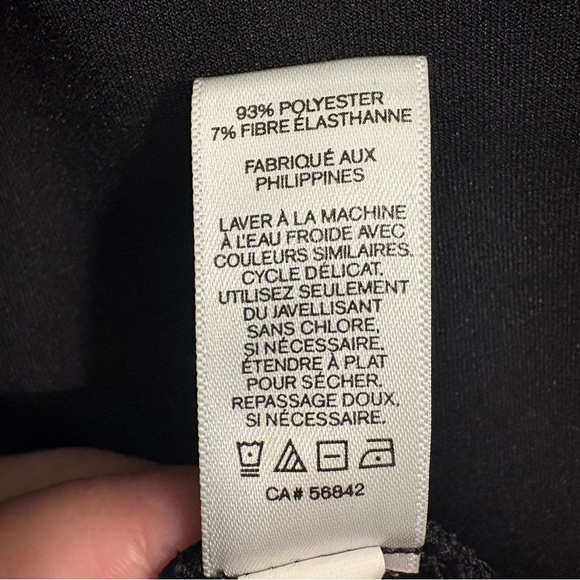 93% POLYESTER
7% FIBRE ÉLASTHANNE
FABRIQUÉ AUX
PHILIPPINES
LAVER À LA MACHINE
À L'EAU FROIDE AVEC
COULEURS SIMILAIRES.
CYCLE DÉLICAT.
UTILISEZ SEULEMENT
DU JAVELLISANT
SANS CHLORE,
SI NÉCESSAIRE.
ÉTENDRE À PLAT
POUR SÉCHER.
REPASSAGE DOUX,
SI NÉCESSAIRE.
CA# 56842